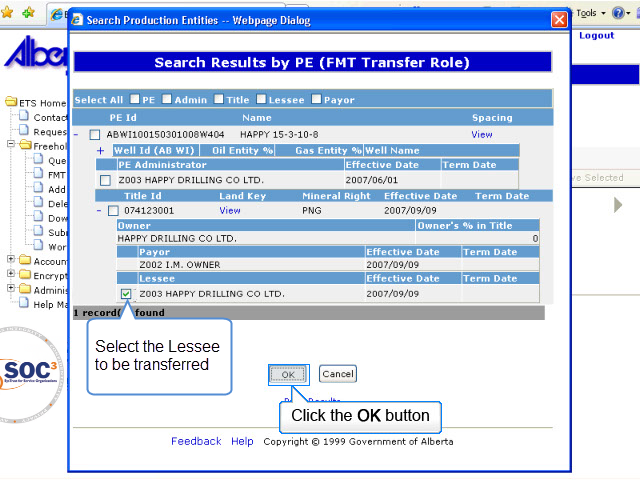 Search Production Entities -- Webpage Dialog
Tools
Logout
Search Results by PE (FMT Transfer Role)
Select All PE Admin Title Lessee Payor
PE Id Name Spacing
- ABWI100150301008W404 HAPPY 15-3-10-8 View
+ Well Id (AB WI) Oil Entity % Gas Entity % Well Name
PE Administrator Effective Date Term Date
Z003 HAPPY DRILLING CO LTD. 2007/06/01
Title Id Land Key Mineral Right Effective Date Term Date
- 074123001 View PNG 2007/09/09
Owner Owner's % in Title
HAPPY DRILLING CO LTD. 0
Payor Effective Date Term Date
Z002 I.M. OWNER 2007/09/09
Lessee Effective Date Term Date
Z003 HAPPY DRILLING CO LTD. 2007/09/09
1 record( found
Select the Lessee
to be transferred
OK Cancel
Results
Click the OK button
Feedback Help Copyright © 1999 Government of Alberta
Albe
ETS Home
Contac
Reques
Freehol
Que
FMT
Add
Dele
Dow
Subr
Wor
Accoun
Encrypt
Adminis
Help Ma
ve Selected
SOC3